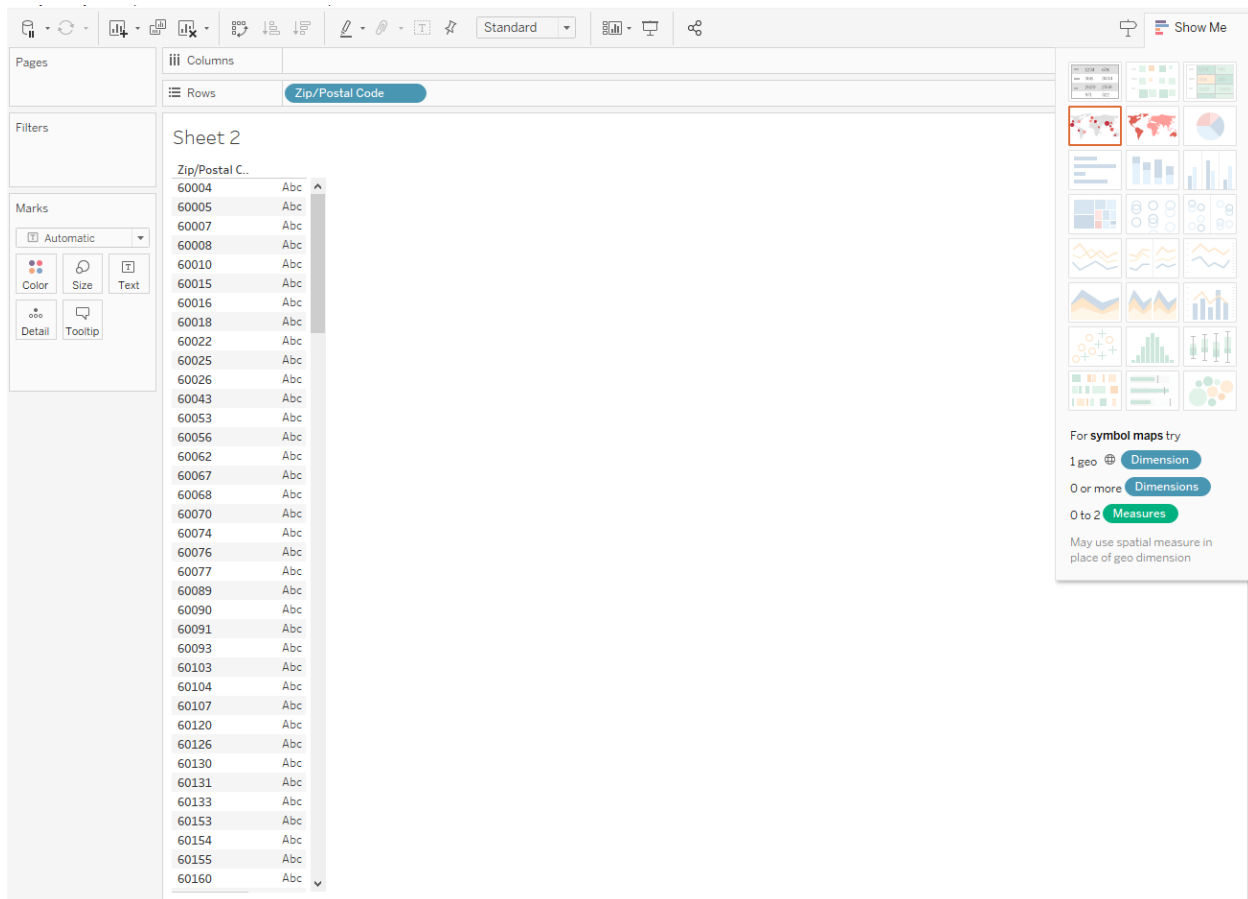 Standard
Show Me
Pages
Columns
Rows
Zip/Postal Code
Filters
Sheet 2
Zip/Postal C..
60004 Abc
60005 Abc
60007 Abc
60008 Abc
60010 Abc
60015 Abc
60016 Abc
60018 Abc
60022 Abc
60025 Abc
60026 Abc
60043 Abc
60053 Abc
60056 Abc
60062 Abc
60067 Abc
60068 Abc
60070 Abc
60074 Abc
60076 Abc
60077 Abc
60089 Abc
60090 Abc
60091 Abc
60093 Abc
60103 Abc
60104 Abc
60107 Abc
60120 Abc
60126 Abc
60130 Abc
60131 Abc
60133 Abc
60153 Abc
60154 Abc
60155 Abc
60160 Abc
Marks
Automatic
Color Size Text
Detail Tooltip
For symbol maps try
1 geo Dimension
0 or more Dimensions
0 to 2 Measures
May use spatial measure in
place of geo dimension